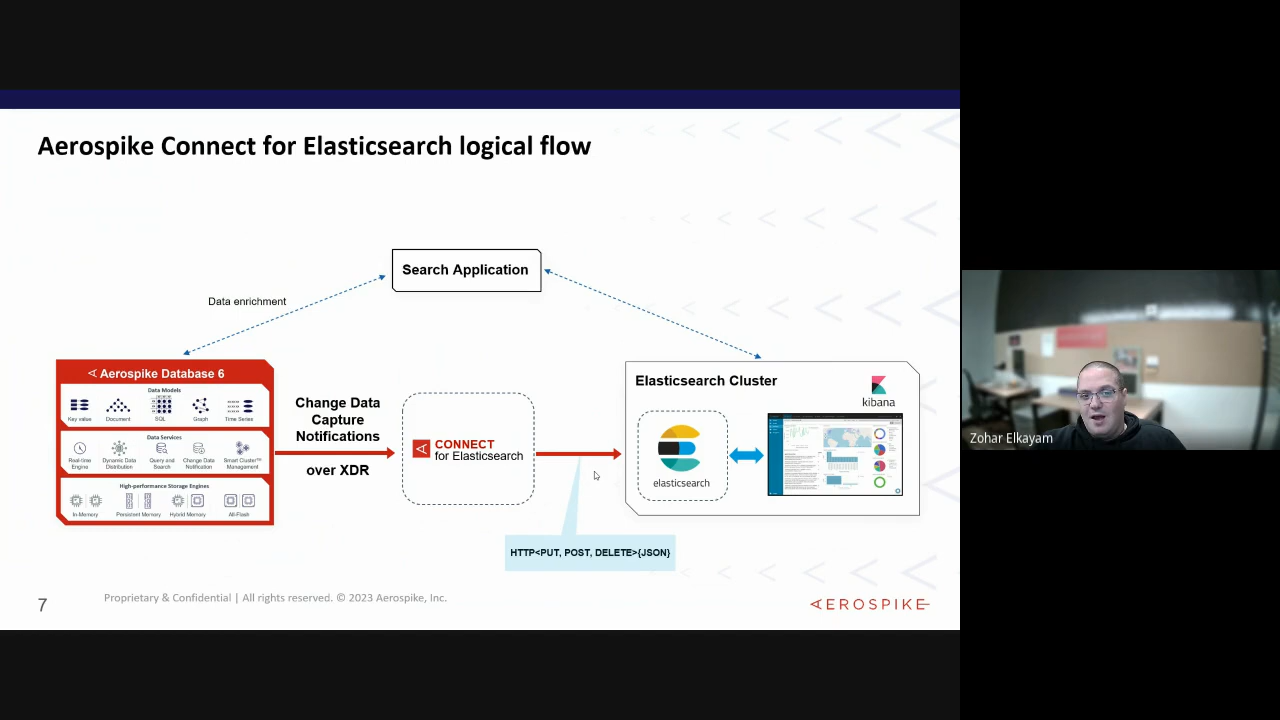 Aerospike Connect for Elasticsearch logical flow
Search Application
Data enrichment
Aerospike Database 6
Data Models
Key value
Document
SQL
Graph
Time Series
Data Services
Real-time
Engine
Dynamic Data
Distribution
Query and
Search
Change Data
Notification
Smart Cluster™
Management
High-performance Storage Engines
In-Memory
Persistent Memory
Hybrid Memory
All-Flash
Change Data
Capture
Notifications
over XDR
CONNECT
for Elasticsearch
HTTP<PUT, POST, DELETE>{JSON}
Elasticsearch Cluster
kibana
elasticsearch
Zohar Elkayam
7
Proprietary & Confidential | All rights reserved. © 2023 Aerospike, Inc.
AEROSPIKE